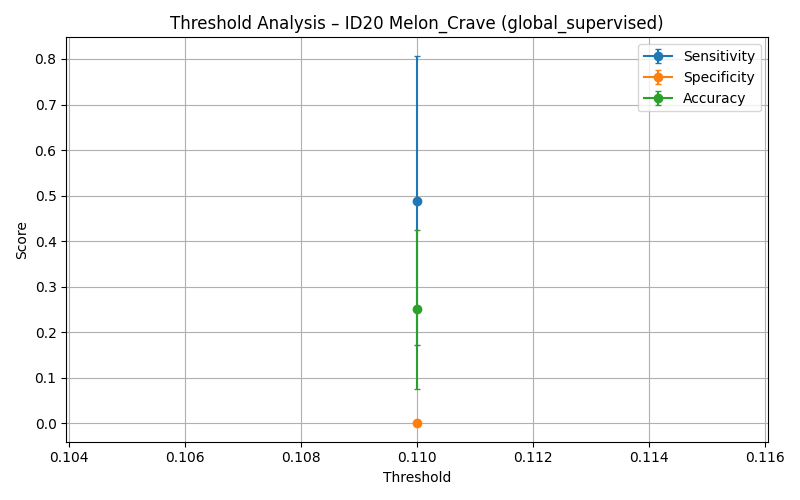 Threshold Analysis – ID20 Melon_Crave (global_supervised)
Sensitivity
Specificity
Accuracy
Score
0.8
0.7
0.6
0.5
0.4
0.3
0.2
0.1
0.0
0.104 0.106 0.108 0.110 0.112 0.114 0.116
Threshold